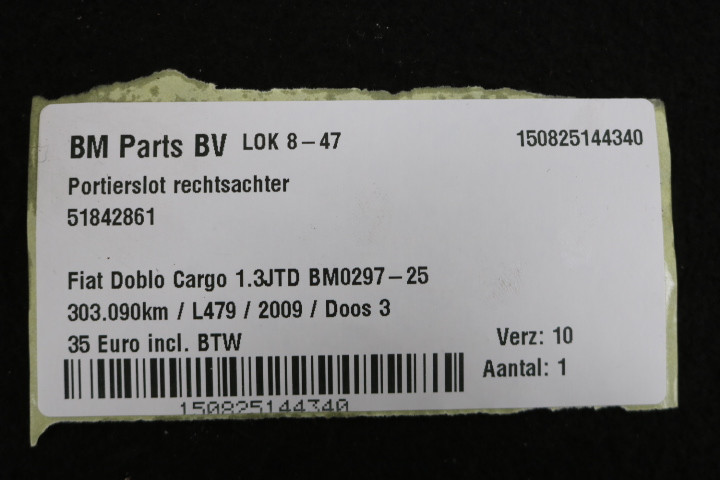 BM Parts BV LOK 8-47 150825144340
Portierslot rechtsachter
51842861
Fiat Doblo Cargo 1.3JTD BM0297-25
303.090km / L479 / 2009 / Doos 3
35 Euro incl. BTW
Verz: 10
Aantal: 1
150825144340